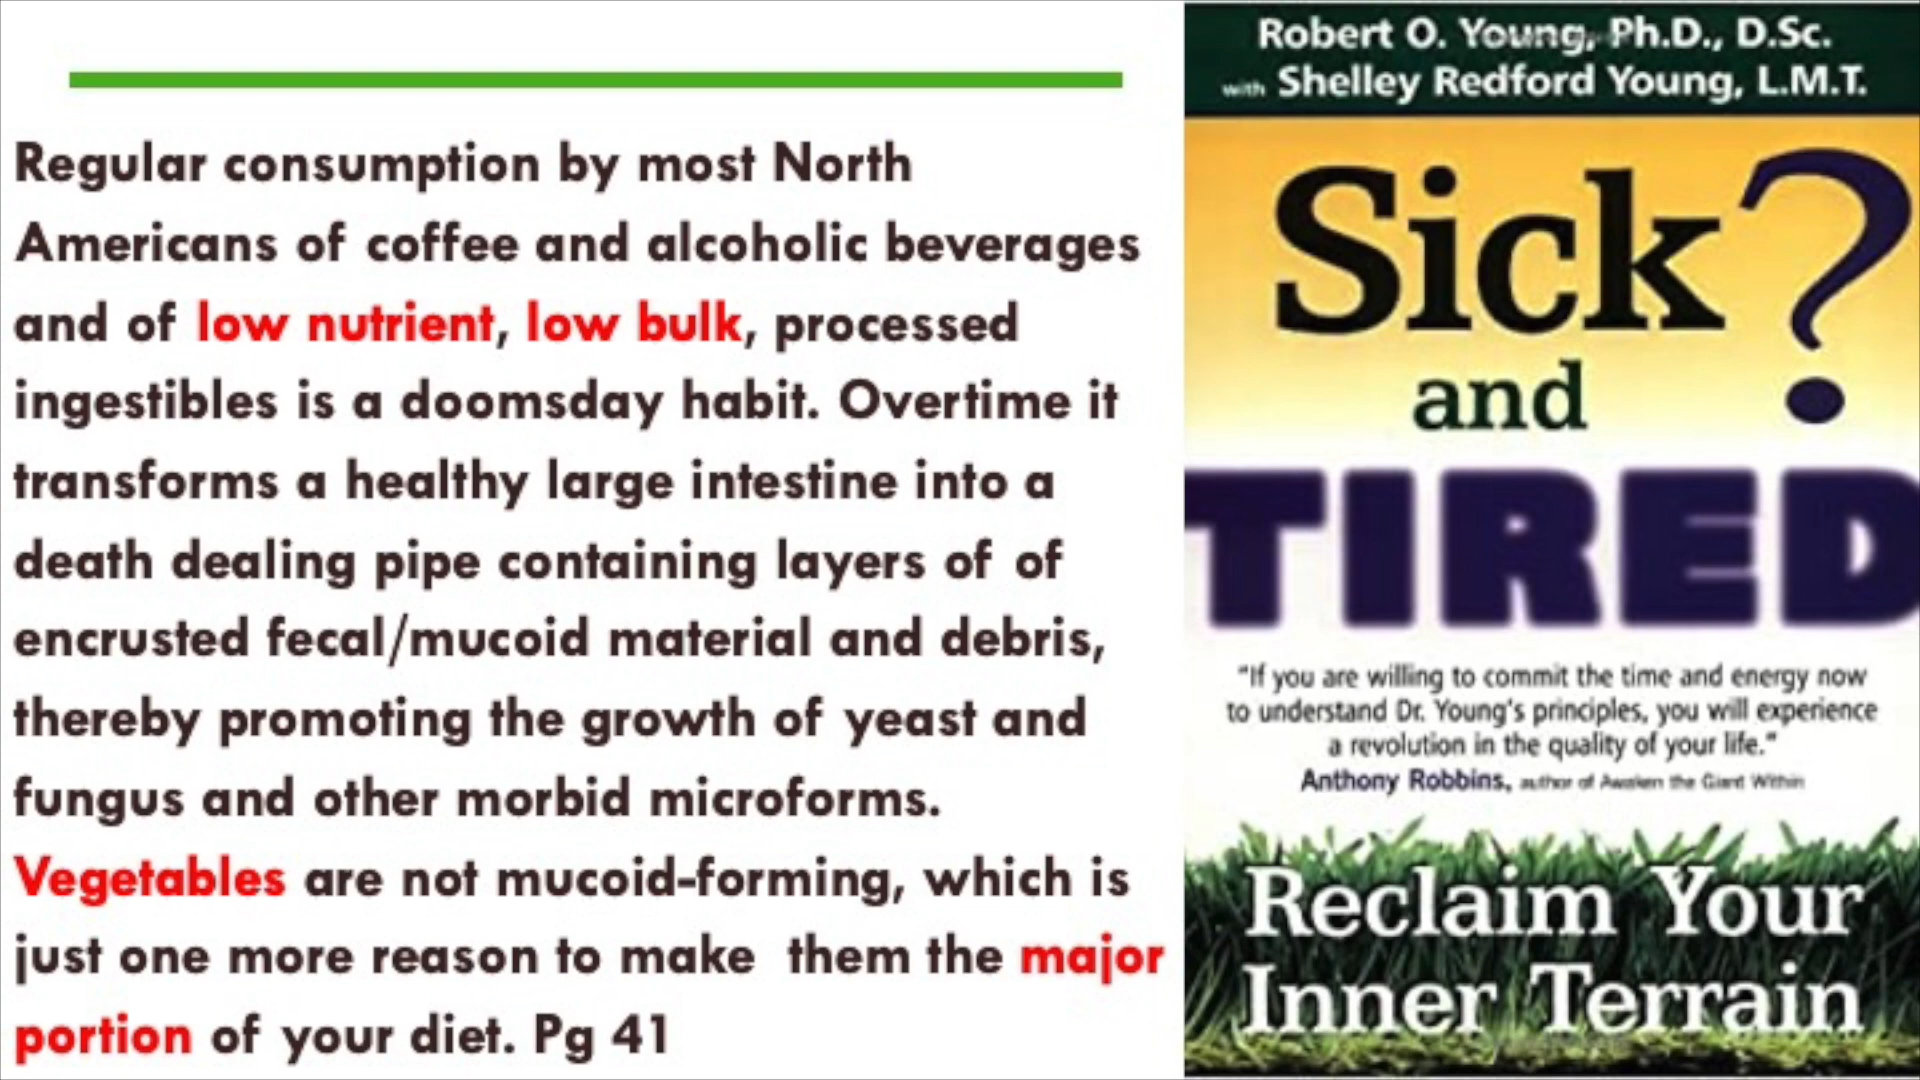 Regular consumption by most North
Americans of coffee and alcoholic beverages
and of low nutrient, low bulk, processed
ingestibles is a doomsday habit. Overtime it
transforms a healthy large intestine into a
death dealing pipe containing layers of of
encrusted fecal/mucoid material and debris,
thereby promoting the growth of yeast and
fungus and other morbid microforms.
Vegetables are not mucoid-forming, which is
just one more reason to make them the major
portion of your diet. Pg 41
Robert O. Young, Ph.D., D.Sc.
with Shelley Redford Young, L.M.T.
Sick?
and
TIRED
"If you are willing to commit the time and energy now
to understand Dr. Young's principles, you will experience
a revolution in the quality of your life."
Anthony Robbins, author of Awaken the Giant Within
Reclaim Your
Inner Terrain